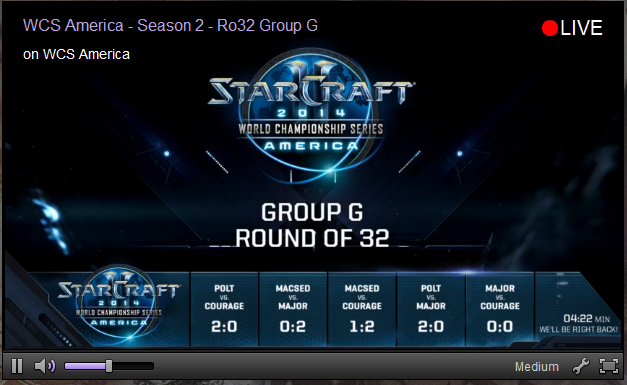 WCS America - Season 2 - Ro32 Group G
LIVE
on WCS America
STARCRAFT
II
2014
WORLD CHAMPIONSHIP SERIES
AMERICA
GROUP G
ROUND OF 32
STARCRAFT
II
2014
AMERICA
POLT
VS.
COURAGE
2:0
MACSED
VS.
MAJOR
0:2
MACSED
VS.
COURAGE
1:2
POLT
VS.
MAJOR
2:0
MAJOR
VS.
COURAGE
0:0
04:22 MIN
WE'LL BE RIGHT BACK!
Medium